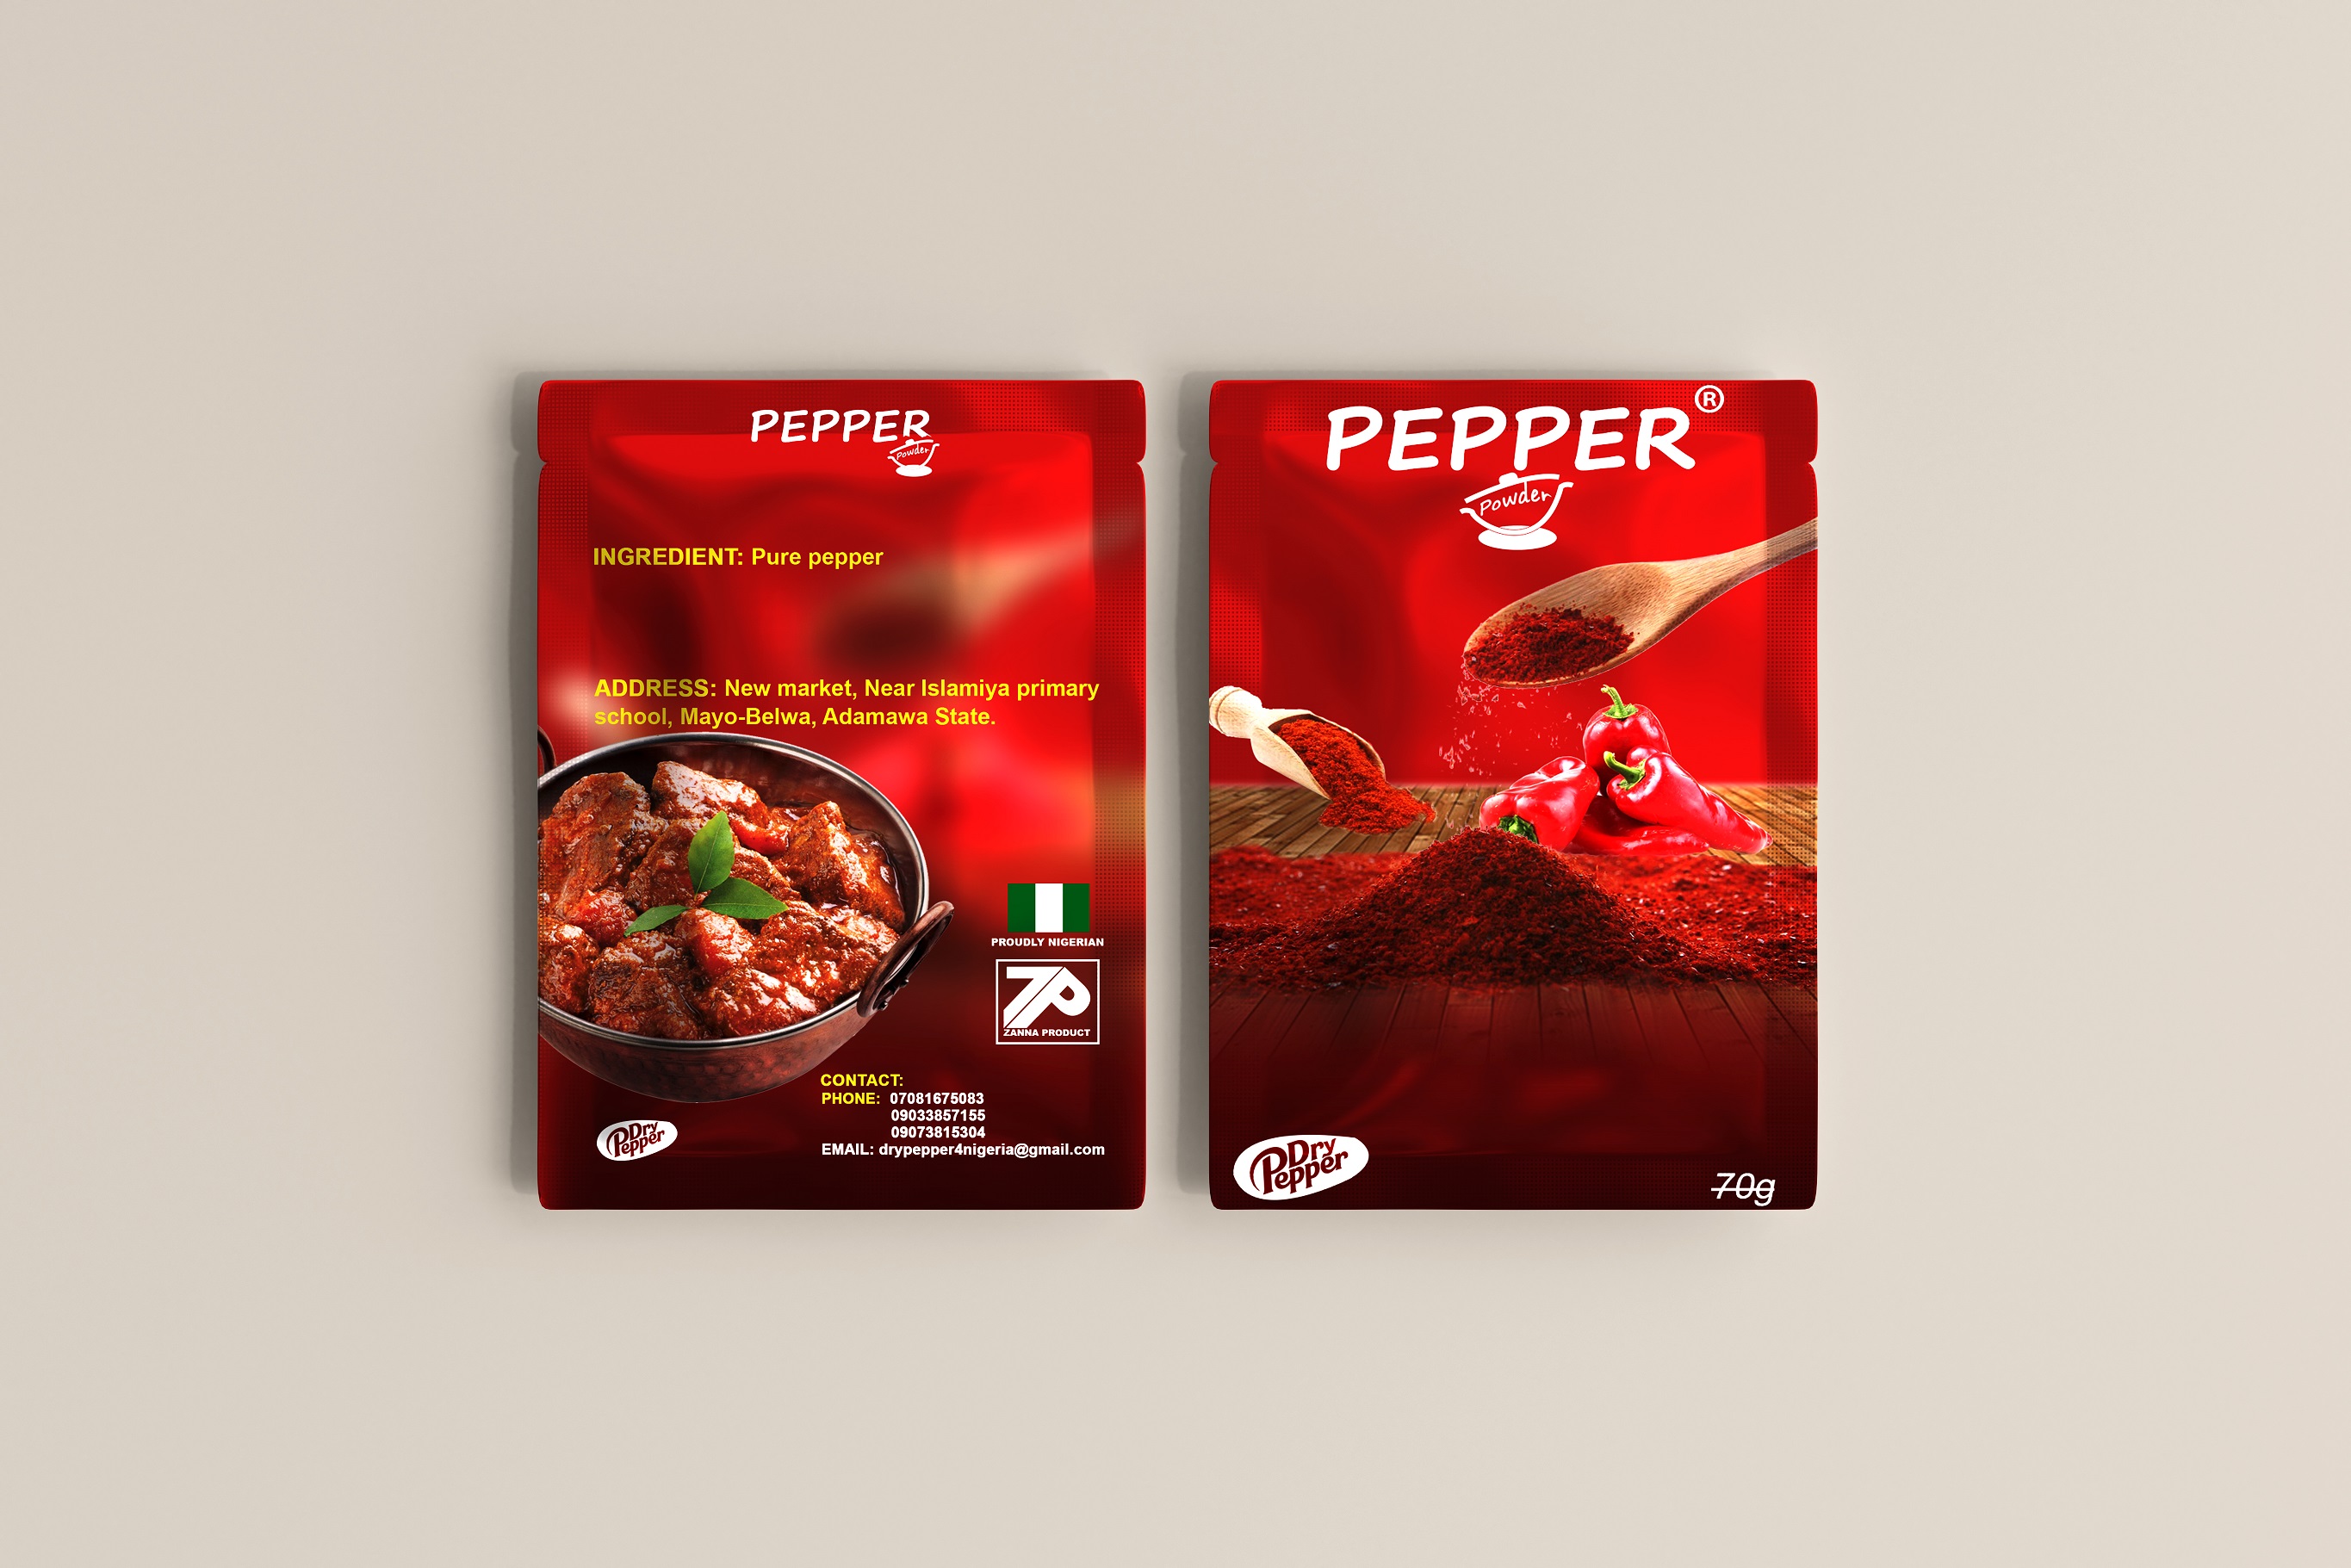 PEPPER
Powder
INGREDIENT: Pure pepper
ADDRESS: New market, Near Islamiya primary
school, Mayo-Belwa, Adamawa State.
PROUDLY NIGERIAN
ZP
ZANNA PRODUCT
CONTACT:
PHONE: 07081675083
09033857155
09073815304
EMAIL: drypepper4nigeria@gmail.com
Dry
Pepper
PEPPER®
Powder
Dry
Pepper
70g